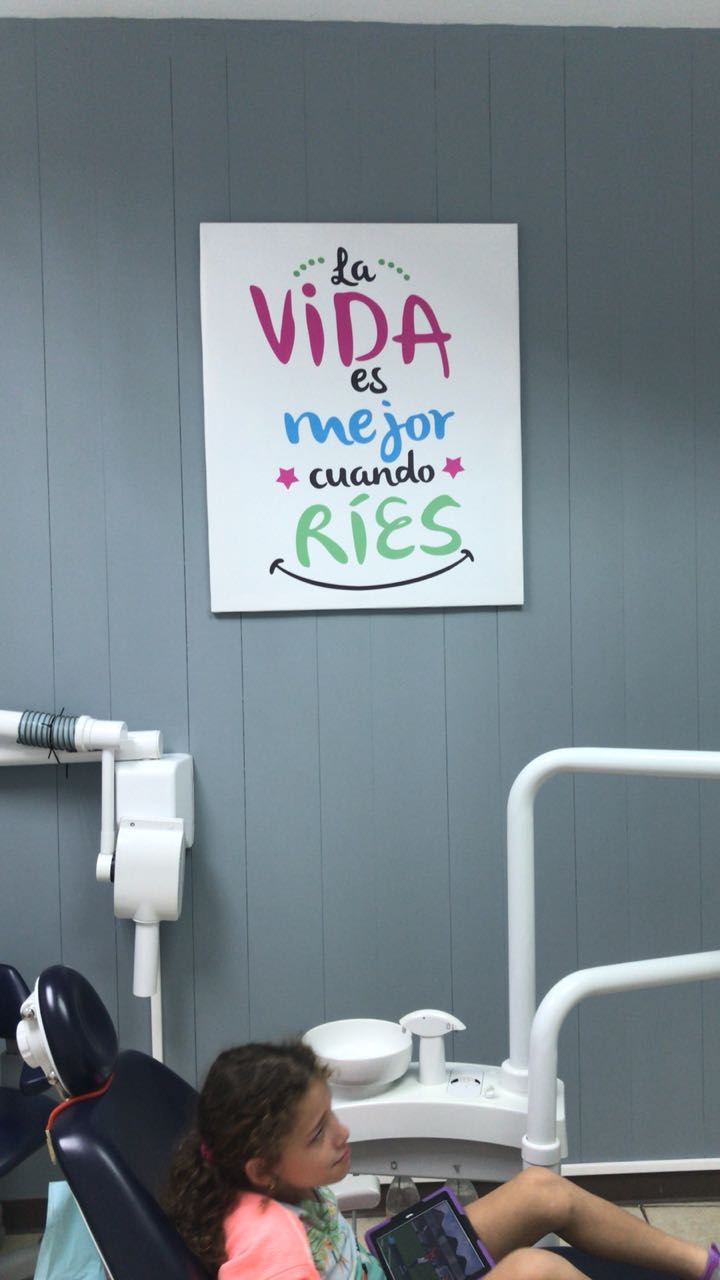 La
ViDA
es
mejor
cuando
RÍES